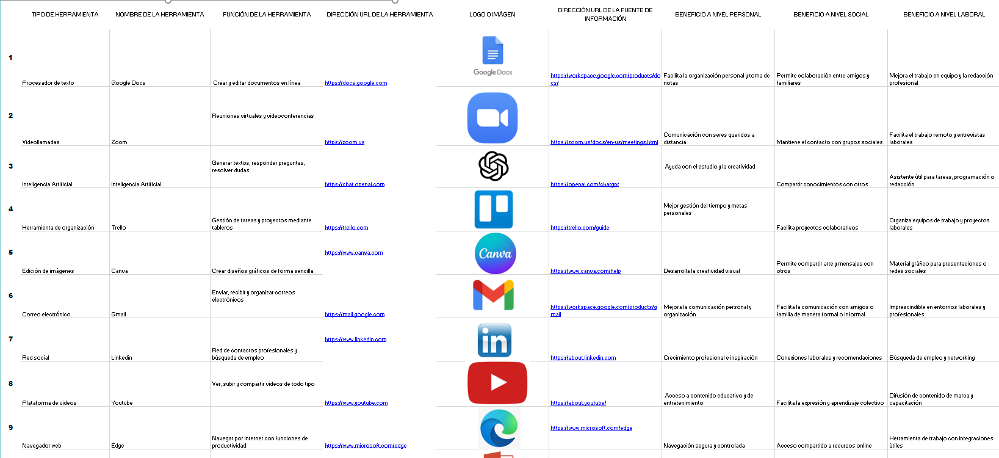 TIPO DE HERRAMIENTA
NOMBRE DE LA HERRAMIENTA
FUNCIÓN DE LA HERRAMIENTA
DIRECCIÓN URL DE LA HERRAMIENTA
LOGO O IMÁGEN
DIRECCIÓN URL DE LA FUENTE DE
INFORMACIÓN
BENEFICIO A NIVEL PERSONAL
BENEFICIO A NIVEL SOCIAL
BENEFICIO A NIVEL LABORAL
1
Procesador de texto
Google Docs
Crear y editar documentos en línea
https://docs.google.com
Google Docs
https://workspace.google.com/products/do
cs/
Facilita la organización personal y toma de
notas
Permite colaboración entre amigos y
familiares
Mejora el trabajo en equipo y la redacción
profesional
2
Videollamadas
Zoom
Reuniones virtuales y videoconferencias
https://zoom.us
https://zoom.us/docs/en-us/meetings.html
Comunicación con seres queridos a
distancia
Mantiene el contacto con grupos sociales
Facilita el trabajo remoto y entrevistas
laborales
3
Inteligencia Artificial
Inteligencia Artificial
Generar textos, responder preguntas,
resolver dudas
https://chat.openai.com
https://openai.com/chatgpt
Ayuda con el estudio y la creatividad
Compartir conocimientos con otros
Asistente útil para tareas, programación o
redacción
4
Herramienta de organización
Trello
Gestión de tareas y proyectos mediante
tableros
https://trello.com
https://trello.com/guide
Mejor gestión del tiempo y metas
personales
Facilita proyectos colaborativos
Organiza equipos de trabajo y proyectos
laborales
5
Edición de imágenes
Canva
Crear diseños gráficos de forma sencilla
https://www.canva.com
Canva
https://www.canva.com/help
Desarrolla la creatividad visual
Permite compartir arte y mensajes con
otros
Material gráfico para presentaciones o
redes sociales
6
Correo electrónico
Gmail
Enviar, recibir y organizar correos
electrónicos
https://mail.google.com
https://workspace.google.com/products/g
mail
Mejora la comunicación personal y
organización
Facilita la comunicación con amigos o
familia de manera formal o informal
Imprescindible en entornos laborales y
profesionales
7
Red social
Linkedin
Red de contactos profesionales y
búsqueda de empleo
https://www.linkedin.com
in
https://about.linkedin.com
Crecimiento profesional e inspiración
Conexiones laborales y recomendaciones
Búsqueda de empleo y networking
8
Plataforma de videos
Youtube
Ver, subir y compartir videos de todo tipo
https://www.youtube.com
https://about.youtube/
Acceso a contenido educativo y de
entretenimiento
Facilita la expresión y aprendizaje colectivo
Difusión de contenido de marca y
capacitación
9
Navegador web
Edge
Navegar por internet con funciones de
productividad
https://www.microsoft.com/edge
https://www.microsoft.com/edge
Navegación segura y controlada
Acceso compartido a recursos online
Herramienta de trabajo con integraciones
útiles